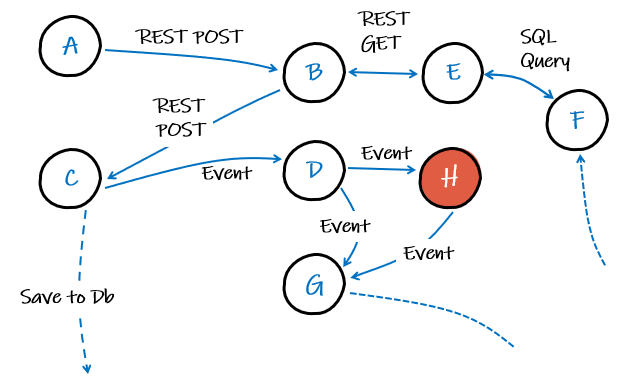 A
REST POST
B
REST
GET
E
SQL
Query
F
REST
POST
C
Event
D
Event
H
Event
Event
G
Save to Db